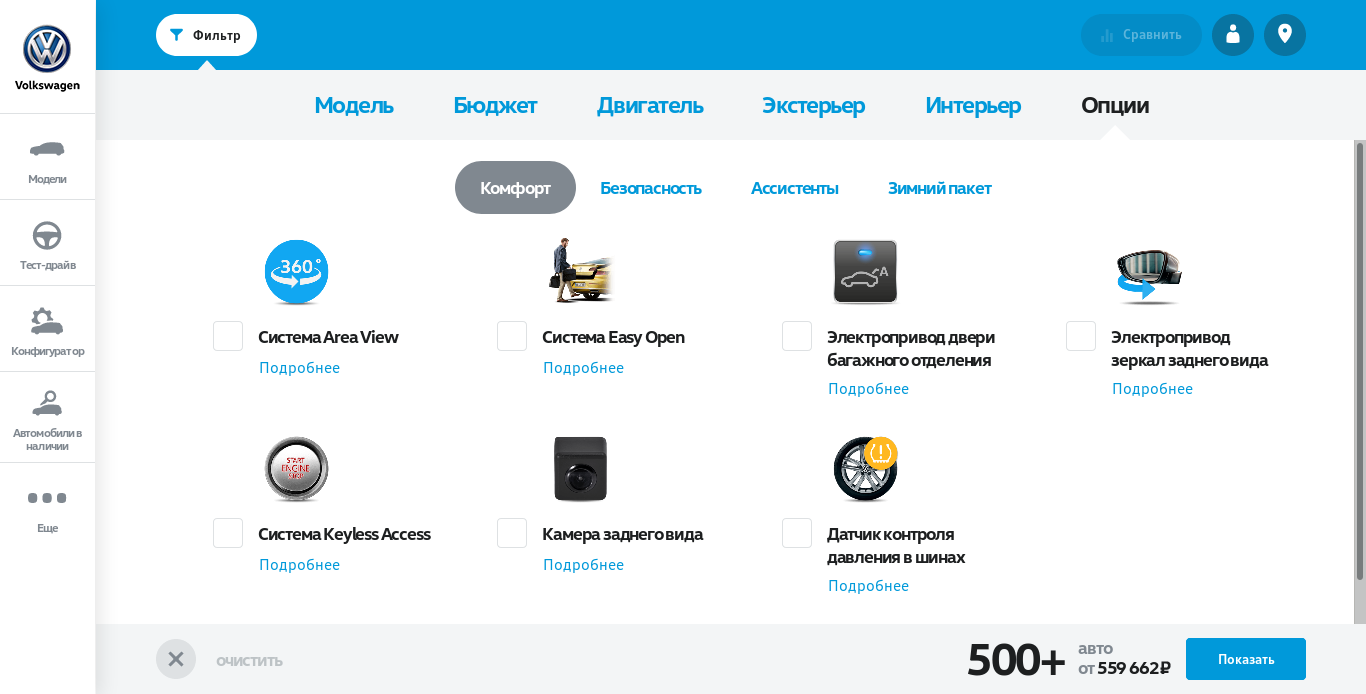 Фильтр
Сравнить
Volkswagen
Модель
Бюджет
Двигатель
Экстерьер
Интерьер
Опции
Модели
Тест-драйв
Конфигуратор
Автомобили в
наличии
Еще
Комфорт
Безопасность
Ассистенты
Зимний пакет
360°
A
Система Area View
Подробнее
Система Easy Open
Подробнее
Электропривод двери
багажного отделения
Подробнее
Электропривод
зеркал заднего вида
Подробнее
START
ENGINE
STOP
Система Keyless Access
Подробнее
Камера заднего вида
Подробнее
Датчик контроля
давления в шинах
Подробнее
ОЧИСТИТЬ
500+
авто
от 559 662₽
Показать